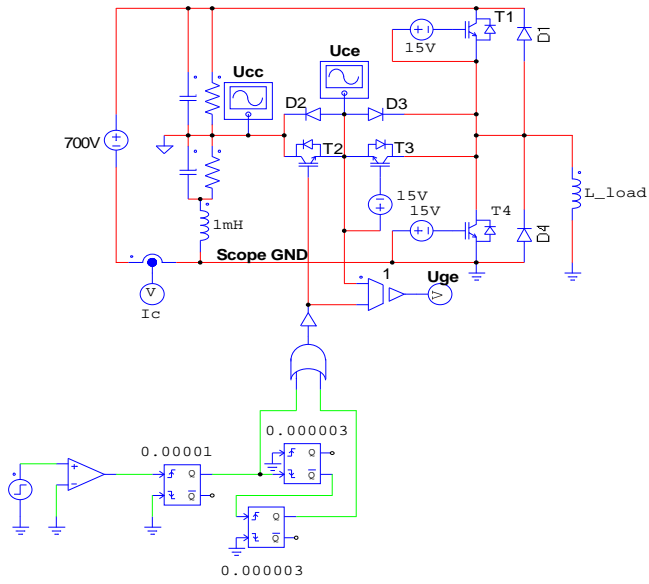 T1
D1
15V
Uce
Ucc
D2
D3
700V
T2
T3
15V
15V
T4
L_load
1mH
D4
Scope GND
1
Uge
V
V
Ic
0.000003
0.00001
Q
Q
Q
Q
Q
Q
0.000003